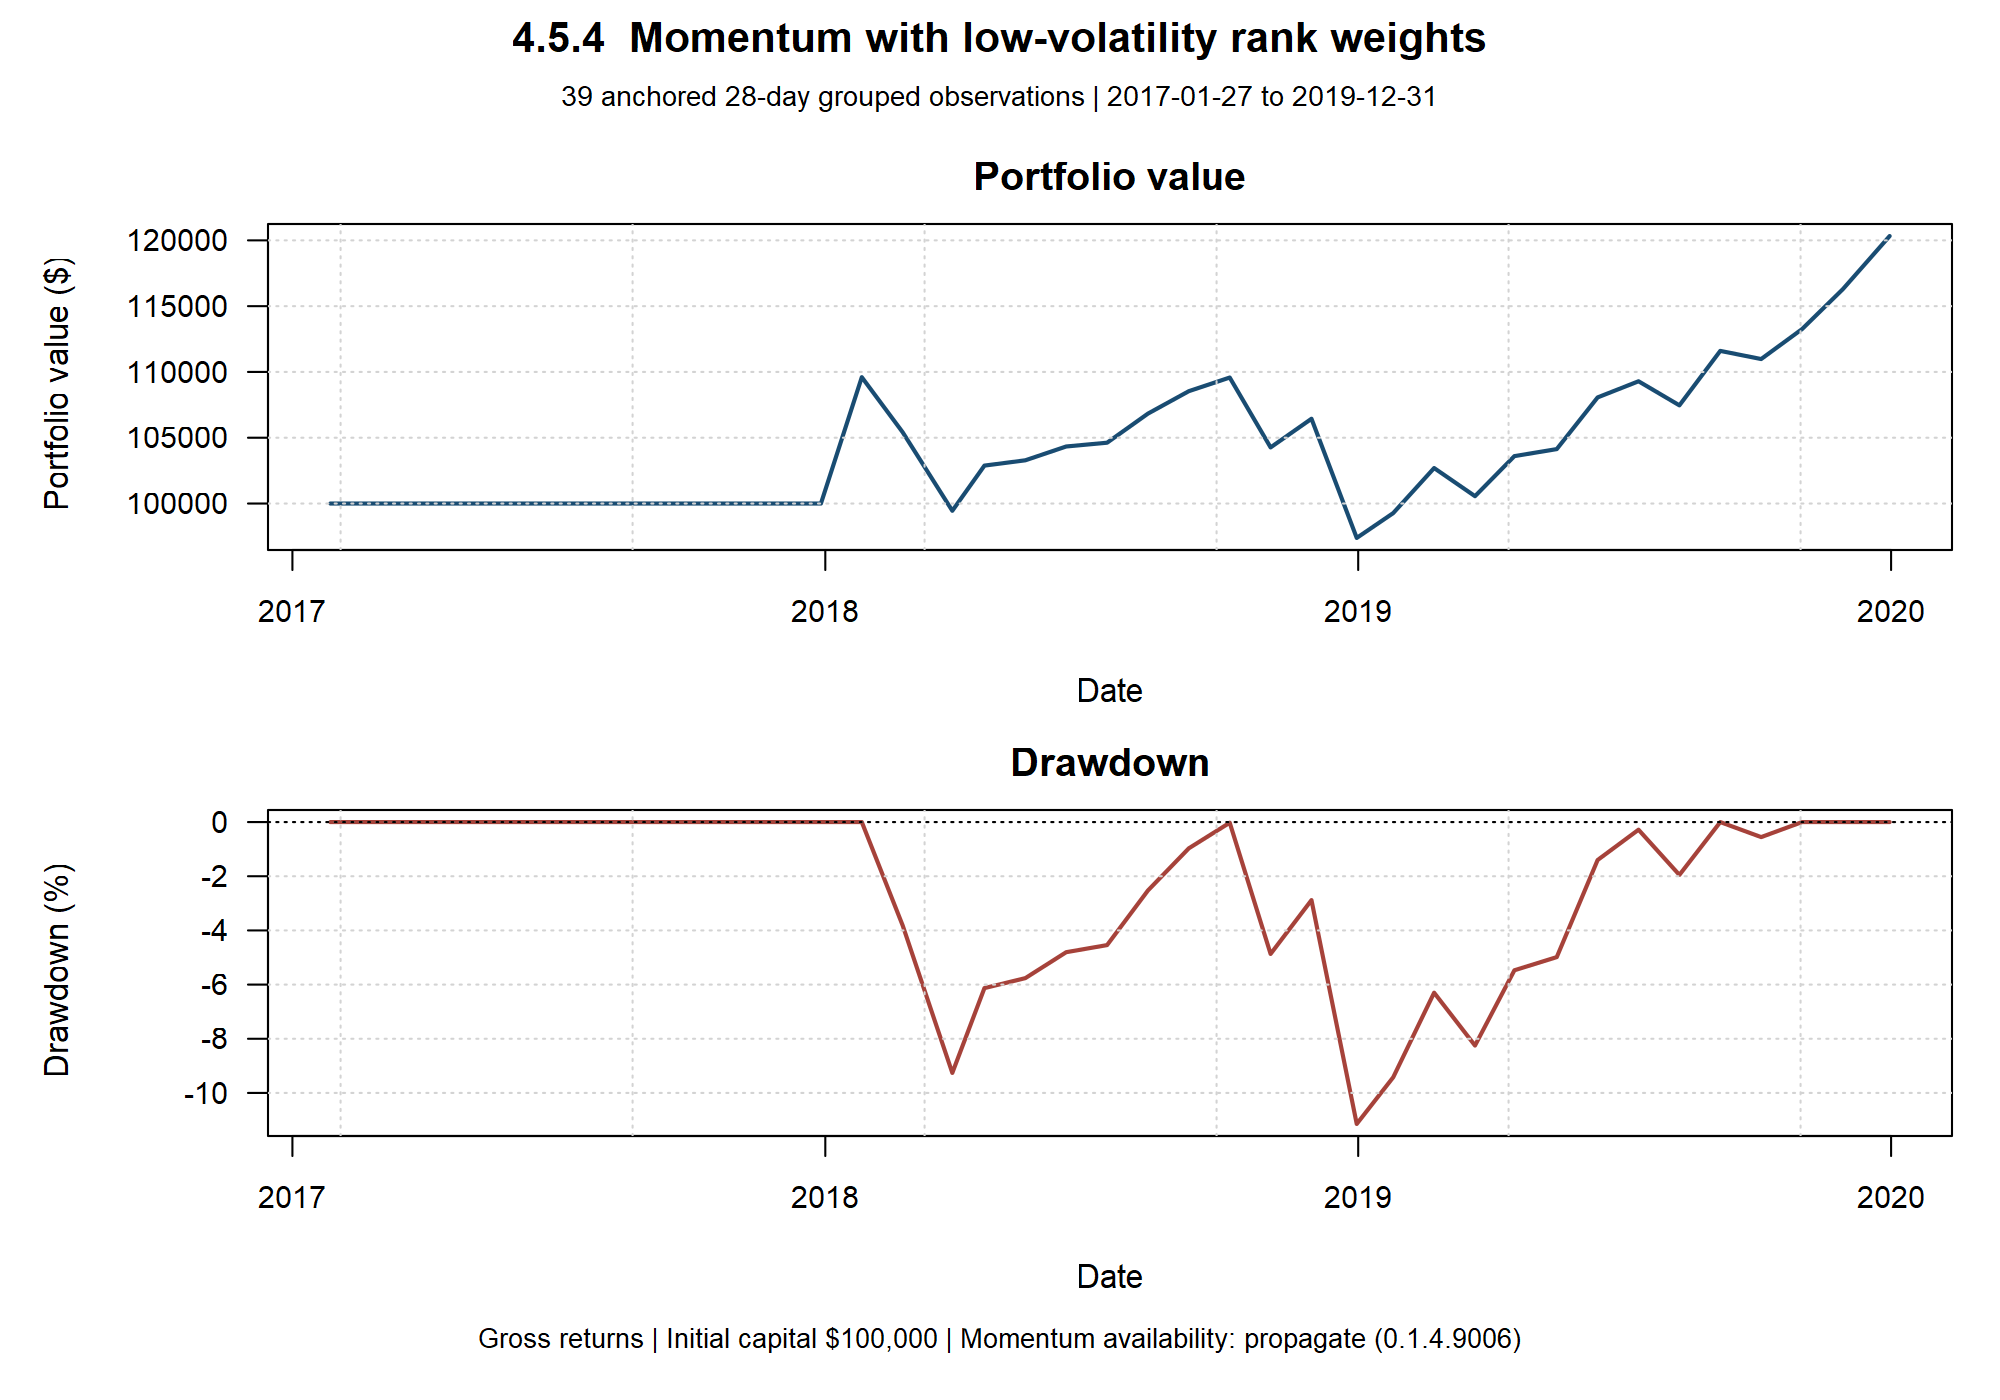 4.5.4  Momentum with low-volatility rank weights
39 anchored 28-day grouped observations | 2017-01-27 to 2019-12-31
Portfolio value
Portfolio value ($)
120000
115000
110000
105000
100000
2017 2018 2019 2020
Date
Drawdown
Drawdown (%)
0
-2
-4
-6
-8
-10
2017 2018 2019 2020
Date
Gross returns | Initial capital $100,000 | Momentum availability: propagate (0.1.4.9006)